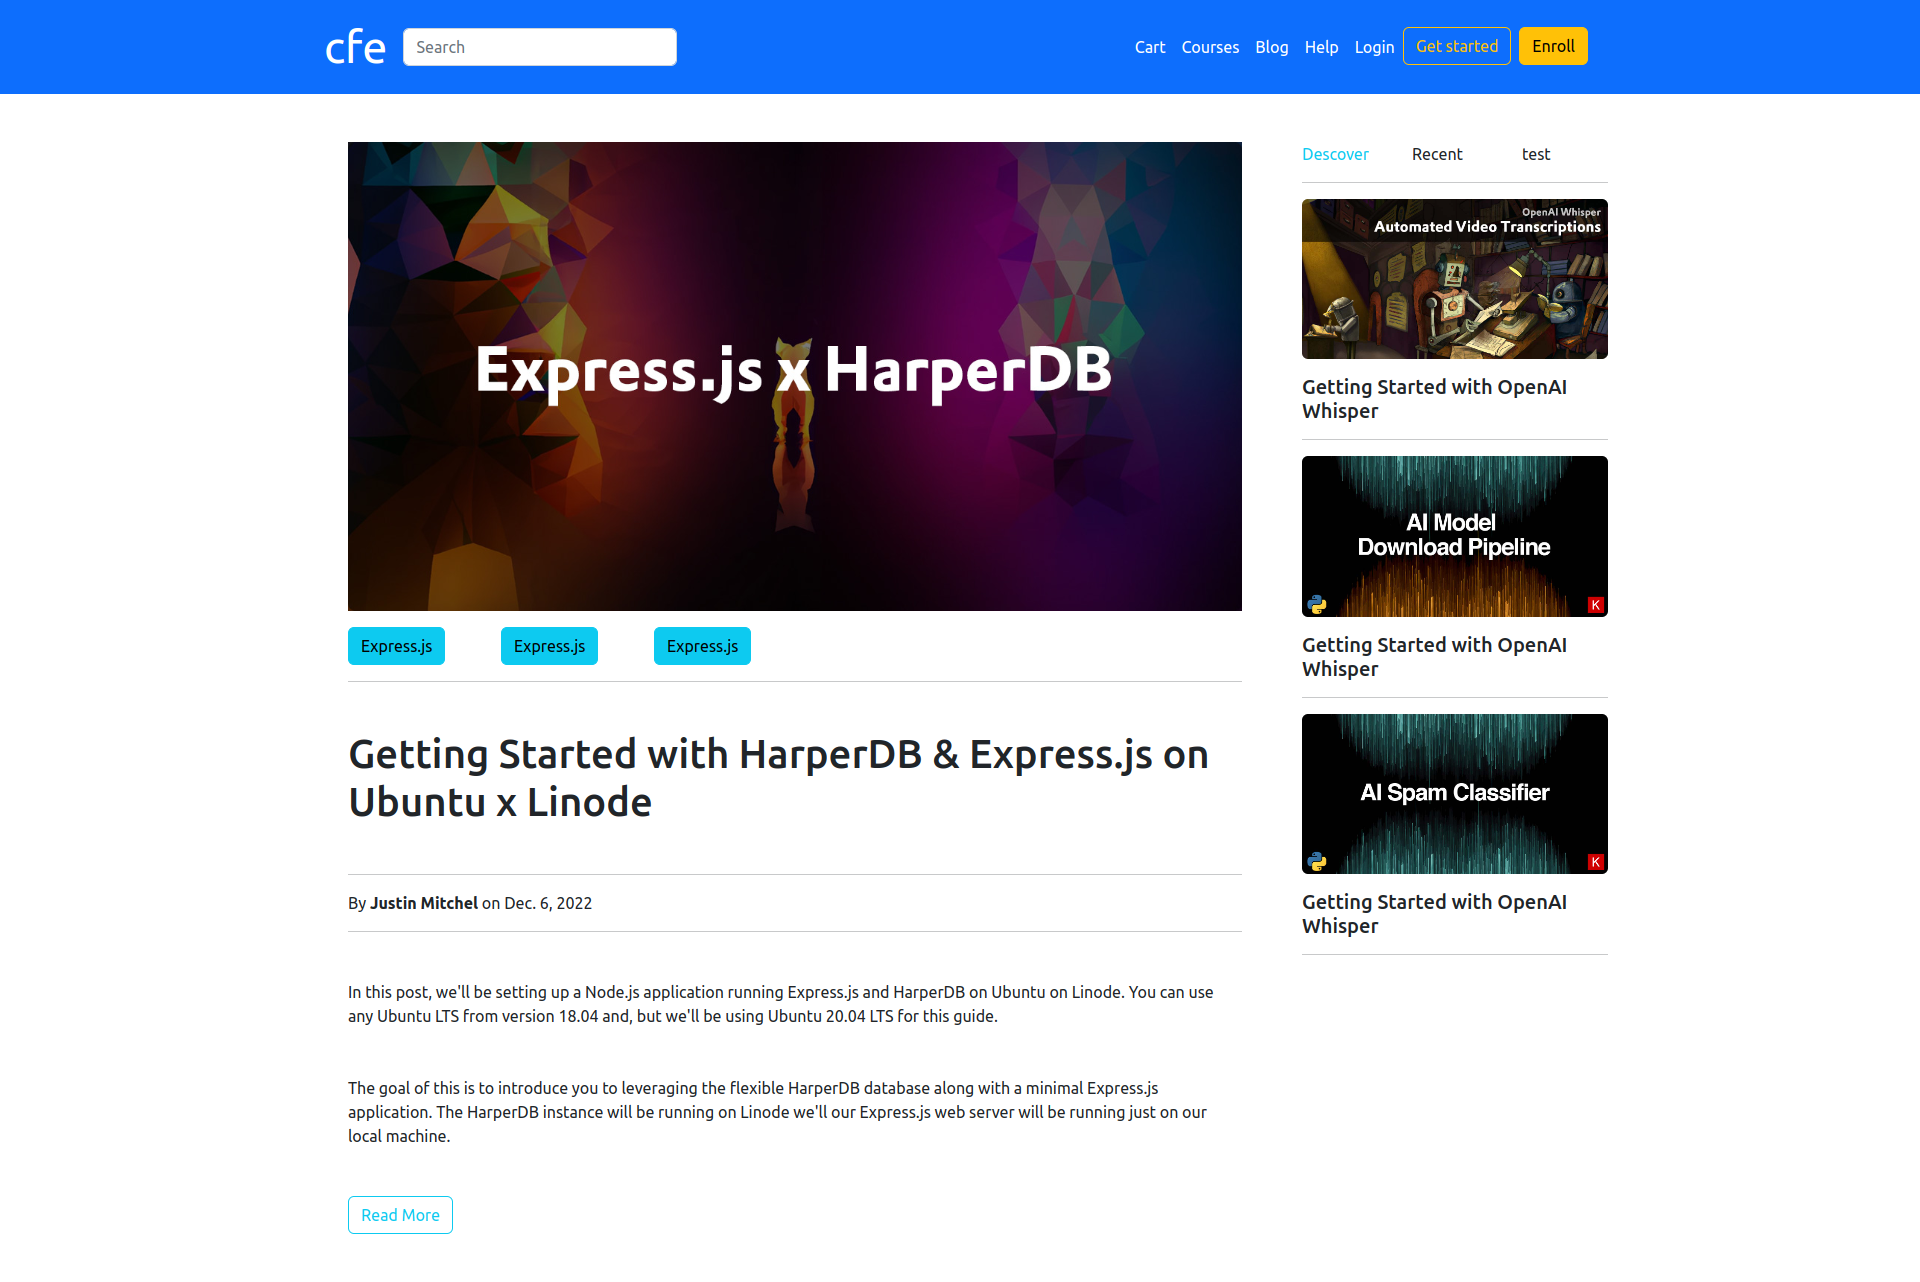 cfe
Search
Cart Courses Blog Help Login Get started Enroll
Express.js x HarperDB
Express.js Express.js Express.js
Getting Started with HarperDB & Express.js on
Ubuntu x Linode
By Justin Mitchel on Dec. 6, 2022
In this post, we'll be setting up a Node.js application running Express.js and HarperDB on Ubuntu on Linode. You can use
any Ubuntu LTS from version 18.04 and, but we'll be using Ubuntu 20.04 LTS for this guide.
The goal of this is to introduce you to leveraging the flexible HarperDB database along with a minimal Express.js
application. The HarperDB instance will be running on Linode we'll our Express.js web server will be running just on our
local machine.
Read More
Descover Recent test
OpenAI Whisper
Automated Video Transcriptions
Getting Started with OpenAI
Whisper
AI Model
Download Pipeline
K
Getting Started with OpenAI
Whisper
AI Spam Classifier
K
Getting Started with OpenAI
Whisper